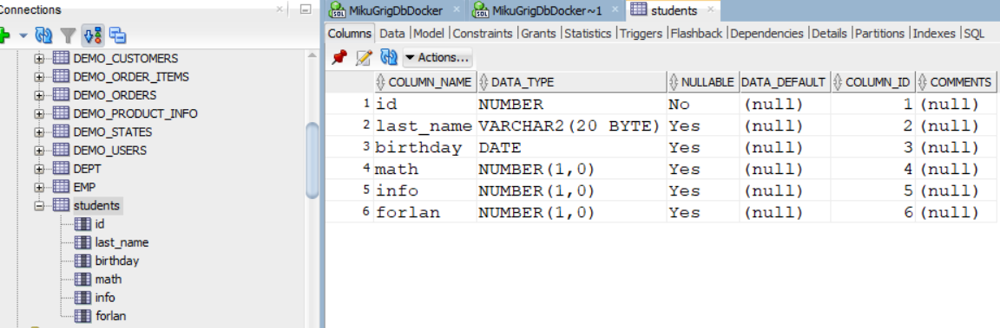 Connections
DEMO_CUSTOMERS
DEMO_ORDER_ITEMS
DEMO_ORDERS
DEMO_PRODUCT_INFO
DEMO_STATES
DEMO_USERS
DEPT
EMP
students
id
last_name
birthday
math
info
forlan
MikuGrigDbDocker MikuGrigDbDocker~1 students
Columns Data Model Constraints Grants Statistics Triggers Flashback Dependencies Details Partitions Indexes SQL
Actions...
COLUMN_NAME DATA_TYPE NULLABLE DATA_DEFAULT COLUMN_ID COMMENTS
1 id NUMBER No (null) 1 (null)
2 last_name VARCHAR2(20 BYTE) Yes (null) 2 (null)
3 birthday DATE Yes (null) 3 (null)
4 math NUMBER(1,0) Yes (null) 4 (null)
5 info NUMBER(1,0) Yes (null) 5 (null)
6 forlan NUMBER(1,0) Yes (null) 6 (null)